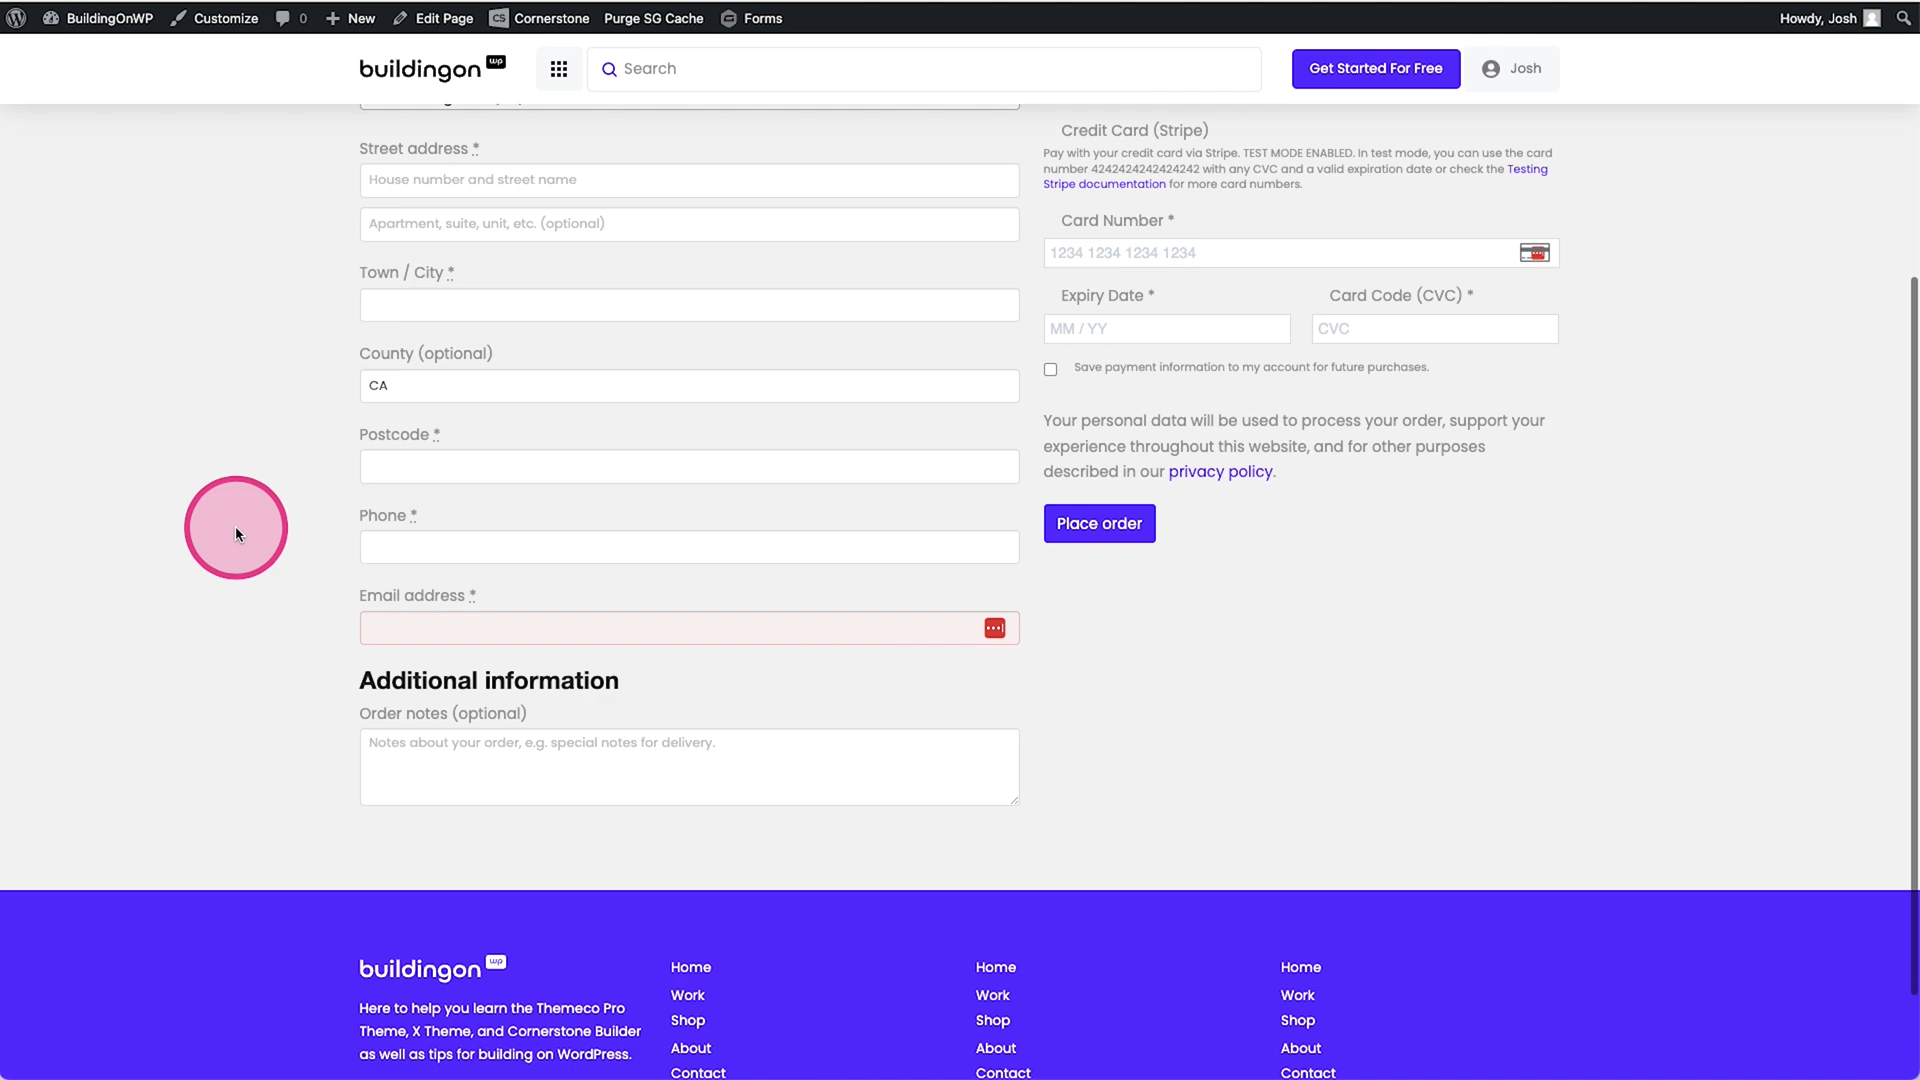 BuildingOnWP Customize 0 New Edit Page CS Cornerstone Purge SG Cache Forms Howdy, Josh
buildingon wp Search Get Started For Free Josh
Street address *
House number and street name
Apartment, suite, unit, etc. (optional)
Town / City *
County (optional)
CA
Postcode *
Phone *
Email address *
Additional information
Order notes (optional)
Notes about your order, e.g. special notes for delivery.
Credit Card (Stripe)
Pay with your credit card via Stripe. TEST MODE ENABLED. In test mode, you can use the card
number 4242424242424242 with any CVC and a valid expiration date or check the Testing
Stripe documentation for more card numbers.
Card Number *
1234 1234 1234 1234
Expiry Date * Card Code (CVC) *
MM / YY CVC
Save payment information to my account for future purchases.
Your personal data will be used to process your order, support your
experience throughout this website, and for other purposes
described in our privacy policy.
Place order
buildingon wp
Here to help you learn the Themeco Pro
Theme, X Theme, and Cornerstone Builder
as well as tips for building on WordPress.
Home
Work
Shop
About
Contact
Home
Work
Shop
About
Contact
Home
Work
Shop
About
Contact